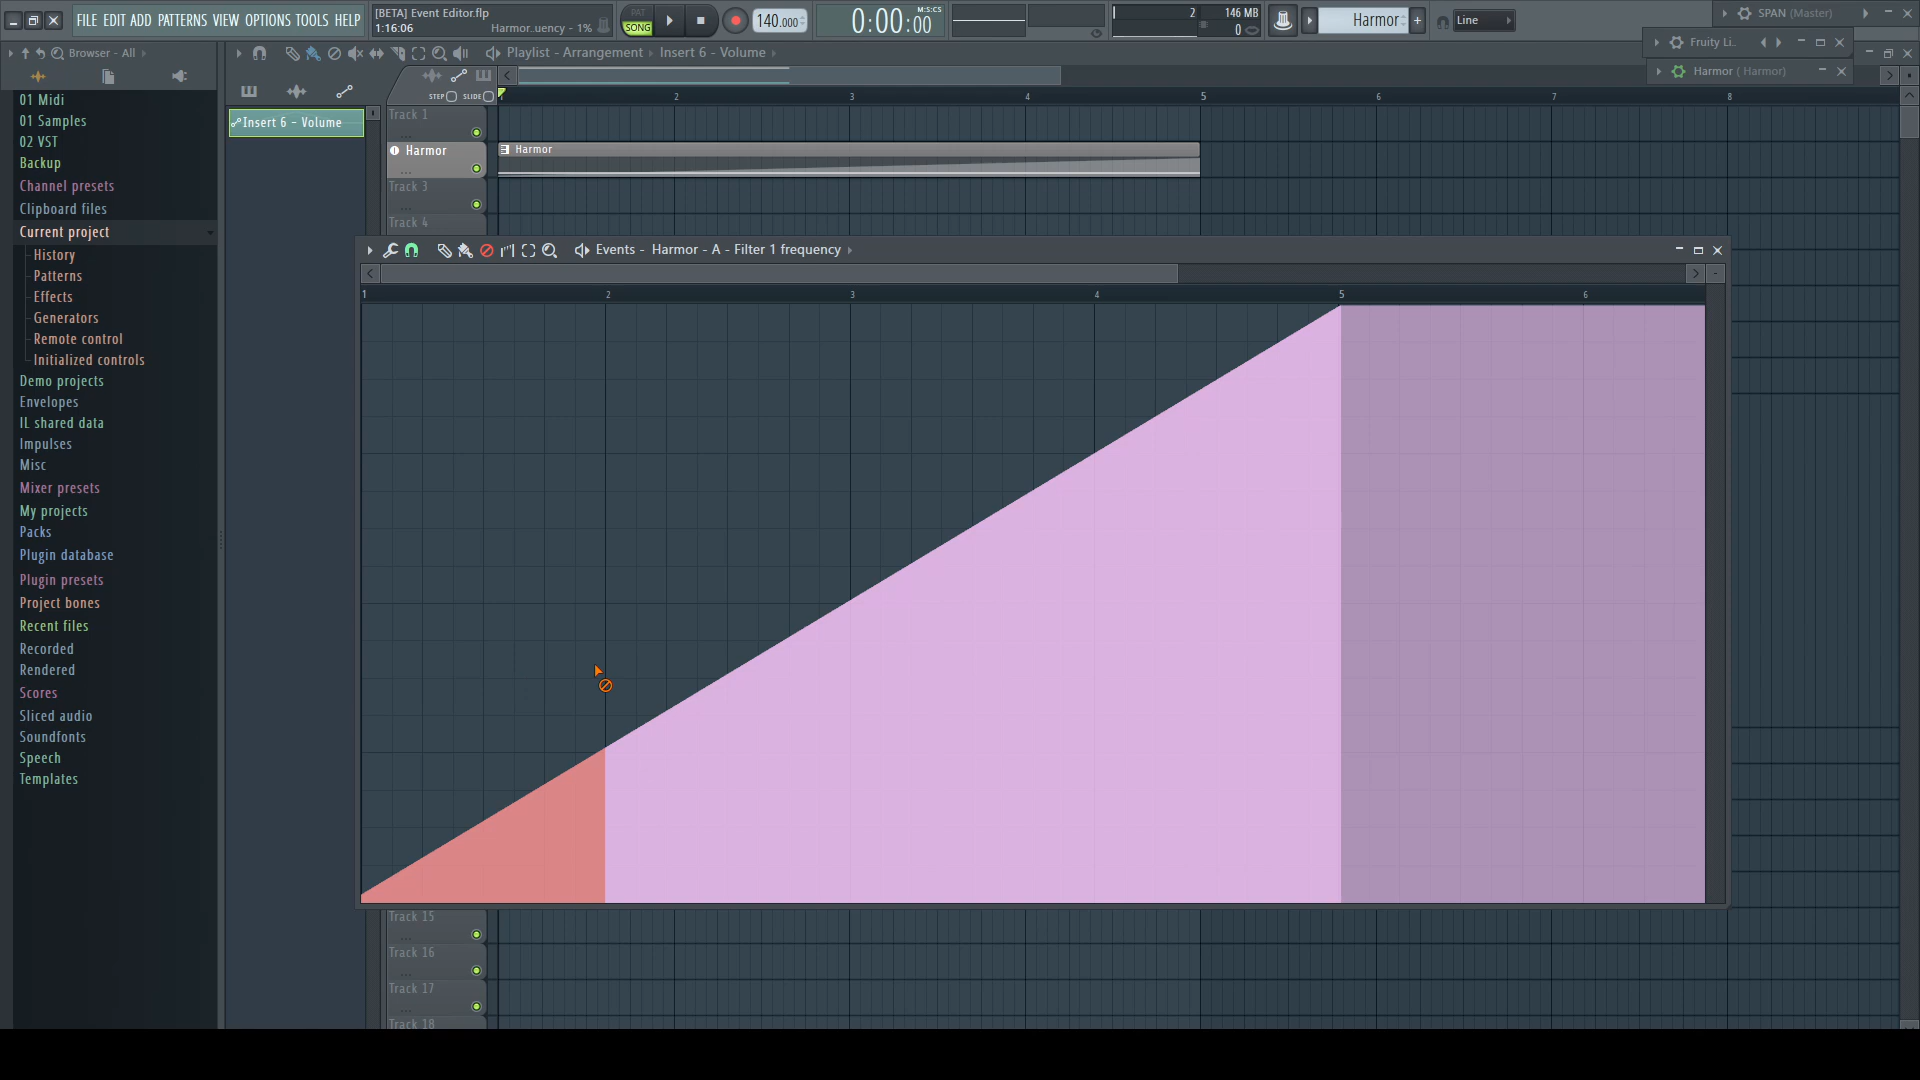 FILE EDIT ADD PATTERNS VIEW OPTIONS TOOLS HELP
[BETA] Event Editor.flp
1:16:06
Harmor..uency - 1%
PAT
SONG
140.000
0:00:00
M:S:CS
2
146 MB
0
Harmor
Line
SPAN (Master)
Fruity Li..
Harmor (Harmor)
Browser - All
Playlist - Arrangement
Insert 6 - Volume
STEP
SLIDE
1 2 3 4 5 6 7 8
Insert 6 - Volume
Track 1
Harmor
Harmor
Track 3
Track 4
Events - Harmor - A - Filter 1 frequency
1 2 3 4 5 6
Track 15
Track 16
Track 17
Track 18
01 Midi
01 Samples
02 VST
Backup
Channel presets
Clipboard files
Current project
History
Patterns
Effects
Generators
Remote control
Initialized controls
Demo projects
Envelopes
IL shared data
Impulses
Misc
Mixer presets
My projects
Packs
Plugin database
Plugin presets
Project bones
Recent files
Recorded
Rendered
Scores
Sliced audio
Soundfonts
Speech
Templates